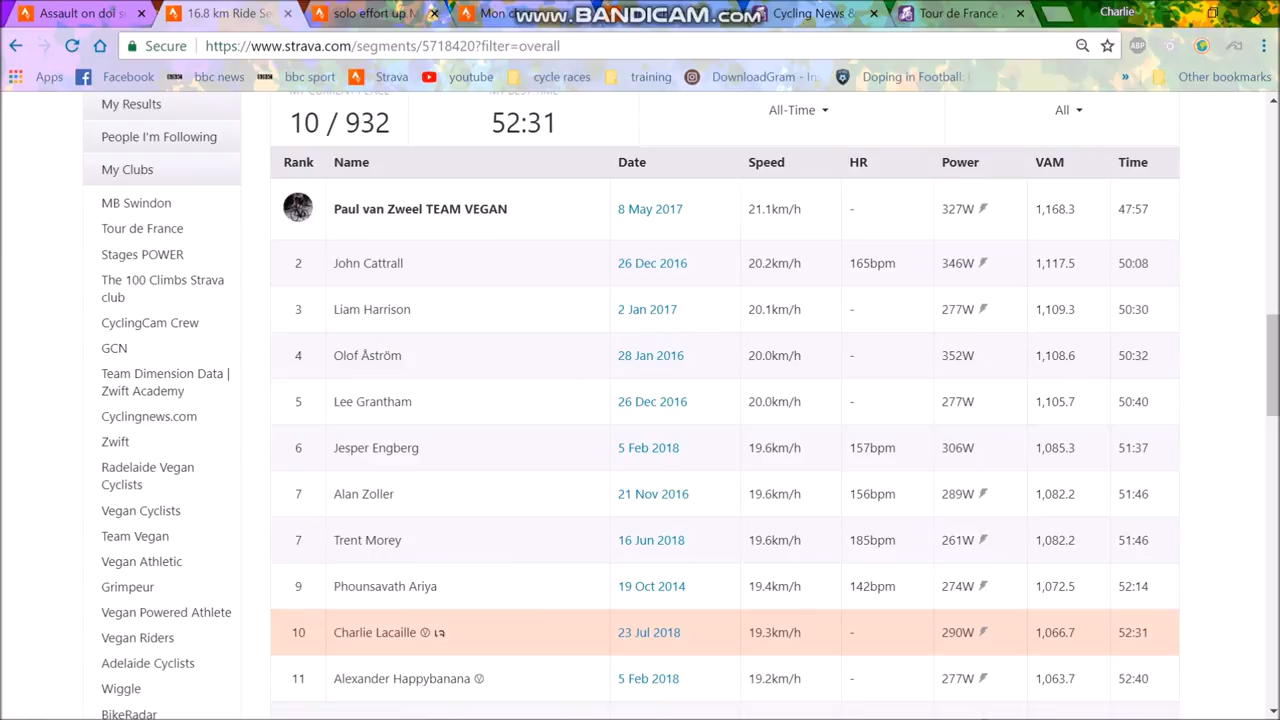 Assault on doi s
16.8 km Ride Se
solo effort up M
Mon c
www.BANDICAM.com
Cycling News &
Tour de France
Charlie
Secure
https://www.strava.com/segments/5718420?filter=overall
ABP
Apps Facebook bbc news bbc sport Strava youtube cycle races training DownloadGram - In Doping in Football » Other bookmarks
My Results
People I'm Following
My Clubs
MB Swindon
Tour de France
Stages POWER
The 100 Climbs Strava
club
CyclingCam Crew
GCN
Team Dimension Data |
Zwift Academy
Cyclingnews.com
Zwift
Radelaide Vegan
Cyclists
Vegan Cyclists
Team Vegan
Vegan Athletic
Grimpeur
Vegan Powered Athlete
Vegan Riders
Adelaide Cyclists
Wiggle
BikeRadar
MY CURRENT PLACE MY BEST TIME
10 / 932 52:31 All-Time All
Rank Name Date Speed HR Power VAM Time
Paul van Zweel TEAM VEGAN 8 May 2017 21.1km/h - 327W 1,168.3 47:57
2 John Cattrall 26 Dec 2016 20.2km/h 165bpm 346W 1,117.5 50:08
3 Liam Harrison 2 Jan 2017 20.1km/h - 277W 1,109.3 50:30
4 Olof Åström 28 Jan 2016 20.0km/h - 352W 1,108.6 50:32
5 Lee Grantham 26 Dec 2016 20.0km/h - 277W 1,105.7 50:40
6 Jesper Engberg 5 Feb 2018 19.6km/h 157bpm 306W 1,085.3 51:37
7 Alan Zoller 21 Nov 2016 19.6km/h 156bpm 289W 1,082.2 51:46
7 Trent Morey 16 Jun 2018 19.6km/h 185bpm 261W 1,082.2 51:46
9 Phounsavath Ariya 19 Oct 2014 19.4km/h 142bpm 274W 1,072.5 52:14
10 Charlie Lacaille Ⓥ เจ 23 Jul 2018 19.3km/h - 290W 1,066.7 52:31
11 Alexander Happybanana Ⓥ 5 Feb 2018 19.2km/h - 277W 1,063.7 52:40